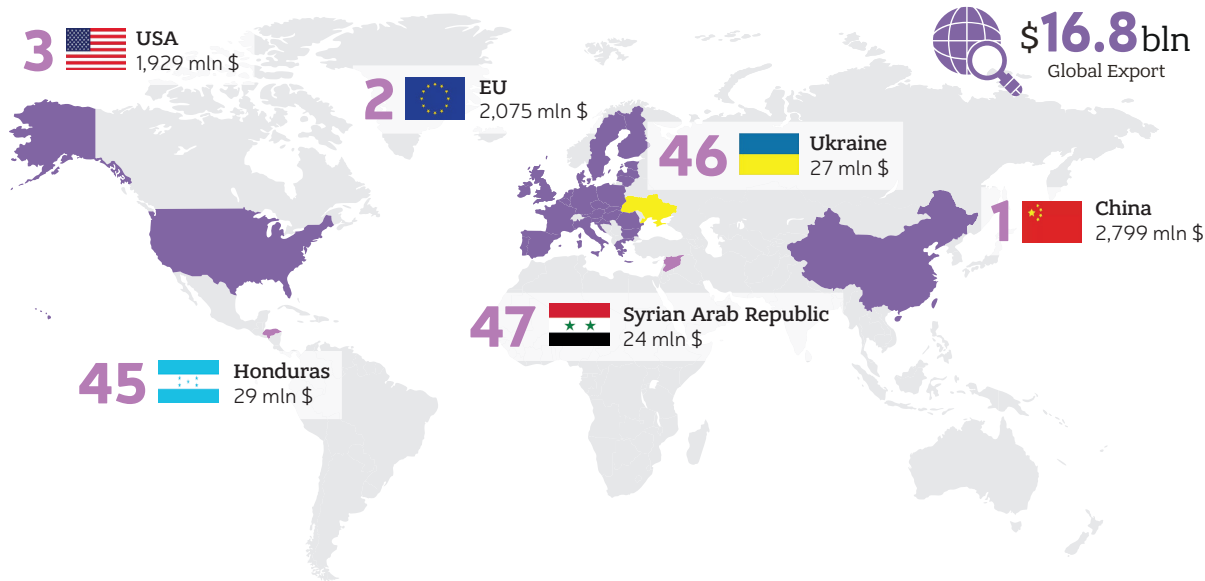 3
USA
1,929 mln $
2
EU
2,075 mln $
$16.8bln
Global Export
46
Ukraine
27 mln $
1
China
2,799 mln $
47
Syrian Arab Republic
24 mln $
45
Honduras
29 mln $